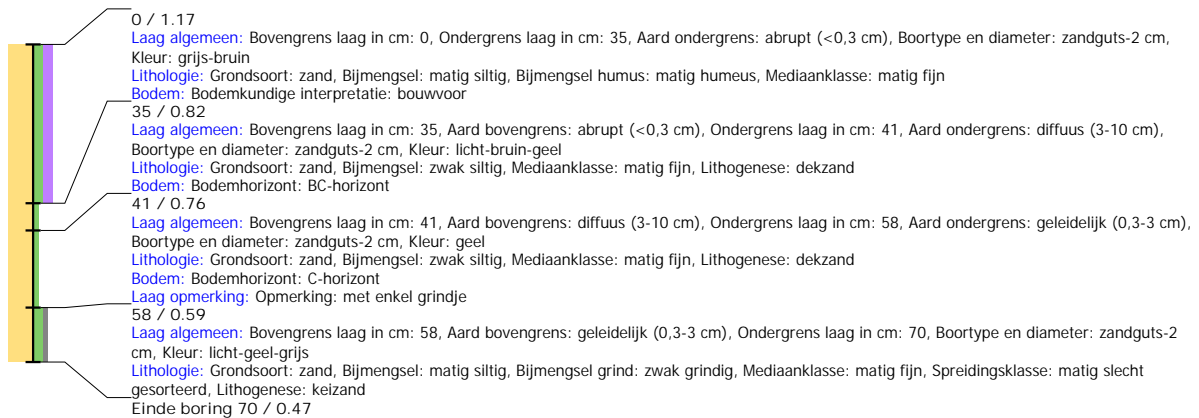 0 / 1.17
Laag algemeen: Bovengrens laag in cm: 0, Ondergrens laag in cm: 35, Aard ondergrens: abrupt (<0,3 cm), Boortype en diameter: zandguts-2 cm,
Kleur: grijs-bruin
Lithologie: Grondsoort: zand, Bijmengsel: matig siltig, Bijmengsel humus: matig humeus, Mediaanklasse: matig fijn
Bodem: Bodemkundige interpretatie: bouwvoor
35 / 0.82
Laag algemeen: Bovengrens laag in cm: 35, Aard bovengrens: abrupt (<0,3 cm), Ondergrens laag in cm: 41, Aard ondergrens: diffuus (3-10 cm),
Boortype en diameter: zandguts-2 cm, Kleur: licht-bruin-geel
Lithologie: Grondsoort: zand, Bijmengsel: zwak siltig, Mediaanklasse: matig fijn, Lithogenese: dekzand
Bodem: Bodemhorizont: BC-horizont
41 / 0.76
Laag algemeen: Bovengrens laag in cm: 41, Aard bovengrens: diffuus (3-10 cm), Ondergrens laag in cm: 58, Aard ondergrens: geleidelijk (0,3-3 cm),
Boortype en diameter: zandguts-2 cm, Kleur: geel
Lithologie: Grondsoort: zand, Bijmengsel: zwak siltig, Mediaanklasse: matig fijn, Lithogenese: dekzand
Bodem: Bodemhorizont: C-horizont
Laag opmerking: Opmerking: met enkel grindje
58 / 0.59
Laag algemeen: Bovengrens laag in cm: 58, Aard bovengrens: geleidelijk (0,3-3 cm), Ondergrens laag in cm: 70, Boortype en diameter: zandguts-2
cm, Kleur: licht-geel-grijs
Lithologie: Grondsoort: zand, Bijmengsel: matig siltig, Bijmengsel grind: zwak grindig, Mediaanklasse: matig fijn, Spreidingsklasse: matig slecht
gesorteerd, Lithogenese: keizand
Einde boring 70 / 0.47